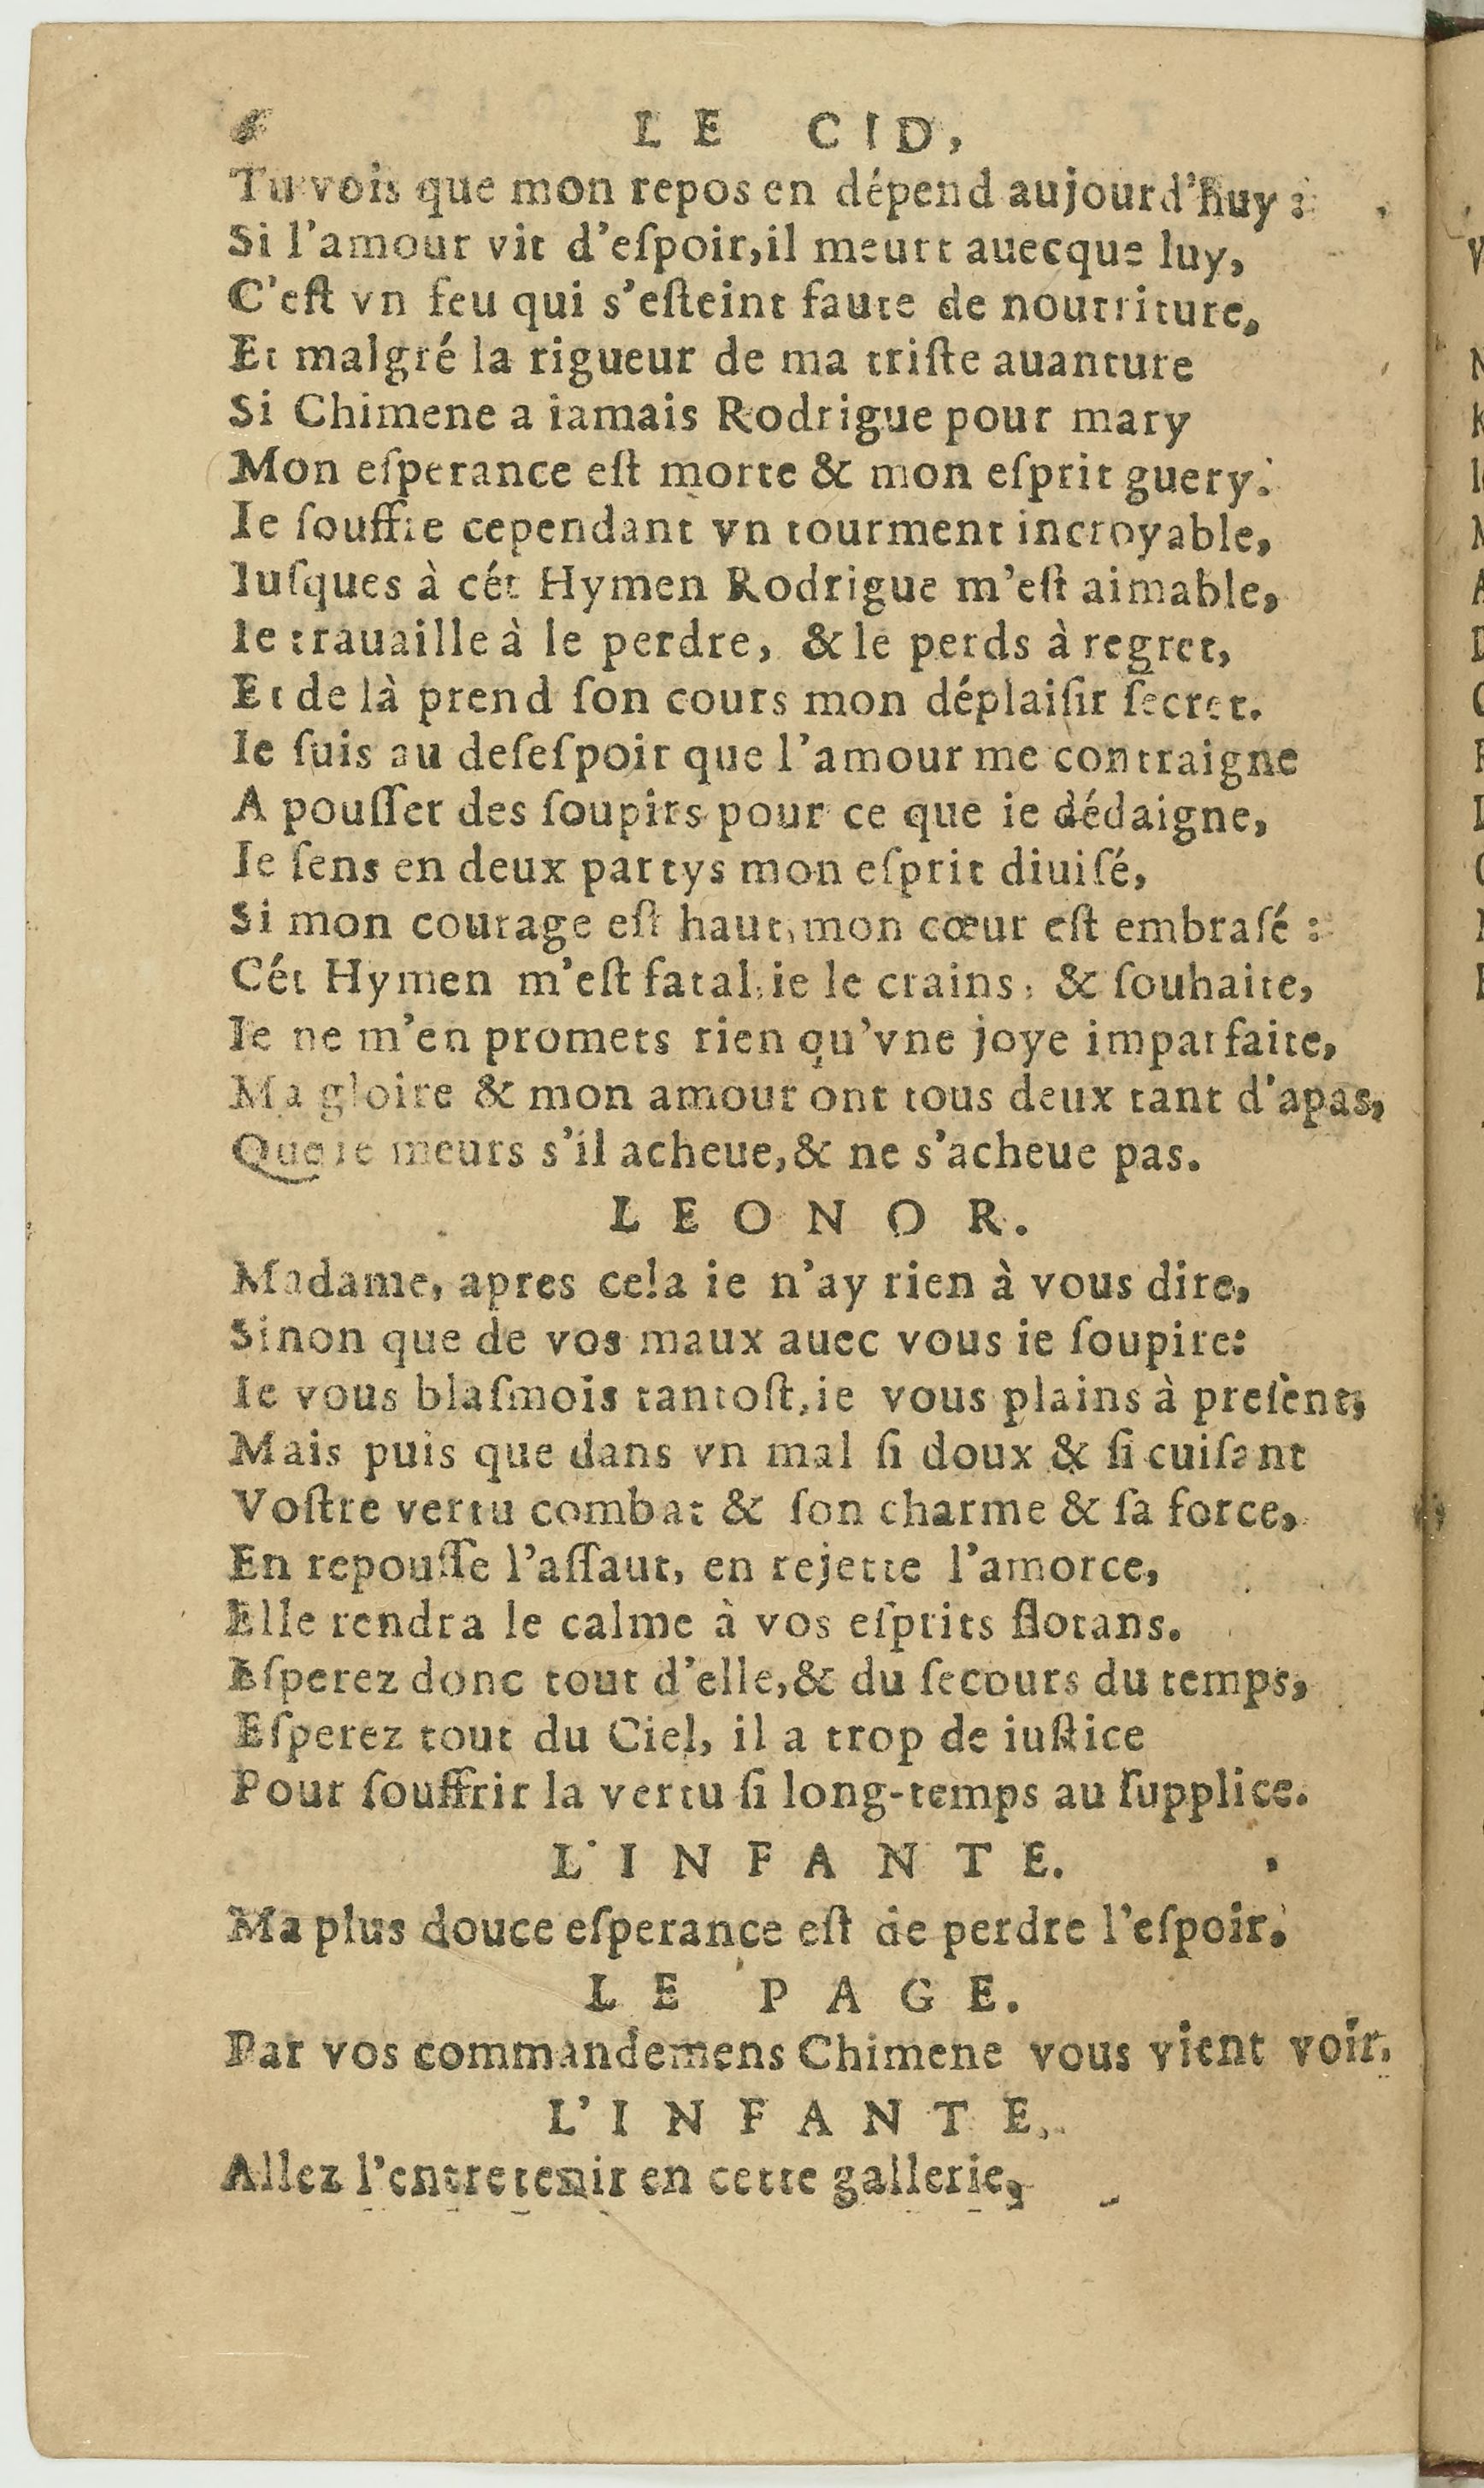 6 LE CID,
Tu vois que mon repos en dépend aujourd'huy :
Si l'amour vit d'eſpoir, il meurt auecque luy,
C'eſt vn feu qui s'eſteint faute de nourriture,
Et malgré la rigueur de ma triſte auanture
Si Chimene a iamais Rodrigue pour mary
Mon eſperance eſt morte & mon eſprit guery.
Ie ſouffre cependant vn tourment incroyable,
Iuſques à cét Hymen Rodrigue m'eſt aimable,
Ie trauaille à le perdre, & le perds à regret,
Et de là prend ſon cours mon déplaiſir ſecret.
Ie ſuis au deſeſpoir que l'amour me contraigne
A pouſſer des ſoupirs pour ce que ie dédaigne,
Ie ſens en deux partys mon eſprit diuiſé,
Si mon courage eſt haut, mon cœur eſt embraſé :
Cét Hymen m'eſt fatal, ie le crains, & ſouhaite,
Ie ne m'en promets rien qu'vne joye imparfaite,
Ma gloire & mon amour ont tous deux tant d'apas,
Que ie meurs s'il acheue, & ne s'acheue pas.
LEONOR.
Madame, apres cela ie n'ay rien à vous dire,
Sinon que de vos maux auec vous ie ſoupire:
Ie vous blaſmois tantoſt, ie vous plains à preſent,
Mais puis que dans vn mal ſi doux & ſi cuiſant
Voſtre vertu combat & ſon charme & ſa force,
En repouſſe l'aſſaut, en rejette l'amorce,
Elle rendra le calme à vos eſprits flotans.
Eſperez donc tout d'elle, & du ſecours du temps,
Eſperez tout du Ciel, il a trop de iuſtice
Pour ſouffrir la vertu ſi long-temps au ſupplice.
L'INFANTE.
Ma plus douce eſperance eſt de perdre l'eſpoir.
LE PAGE.
Par vos commandemens Chimene vous vient voir.
L'INFANTE,
Allez l'entretenir en cette gallerie,